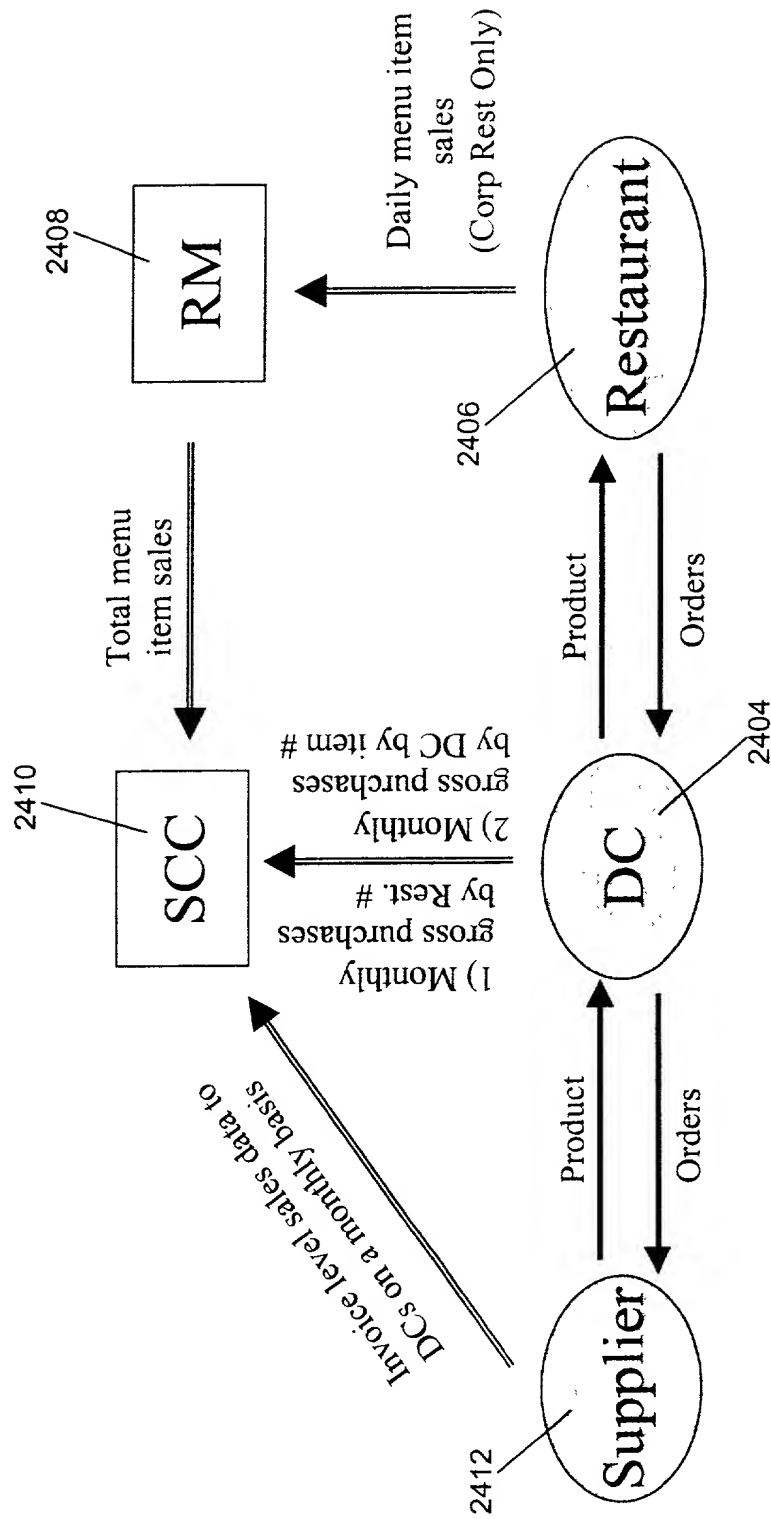 2410
SCC
Total menu
item sales
2408
RM
Invoice level sales data to
DCs on a monthly basis
1) Monthly
gross purchases
by Rest. #
2) Monthly
gross purchases
by DC by item #
Daily menu item
sales
(Corp Rest Only)
2412
Supplier
Product
Orders
DC
2404
Product
Orders
2406
Restaurant